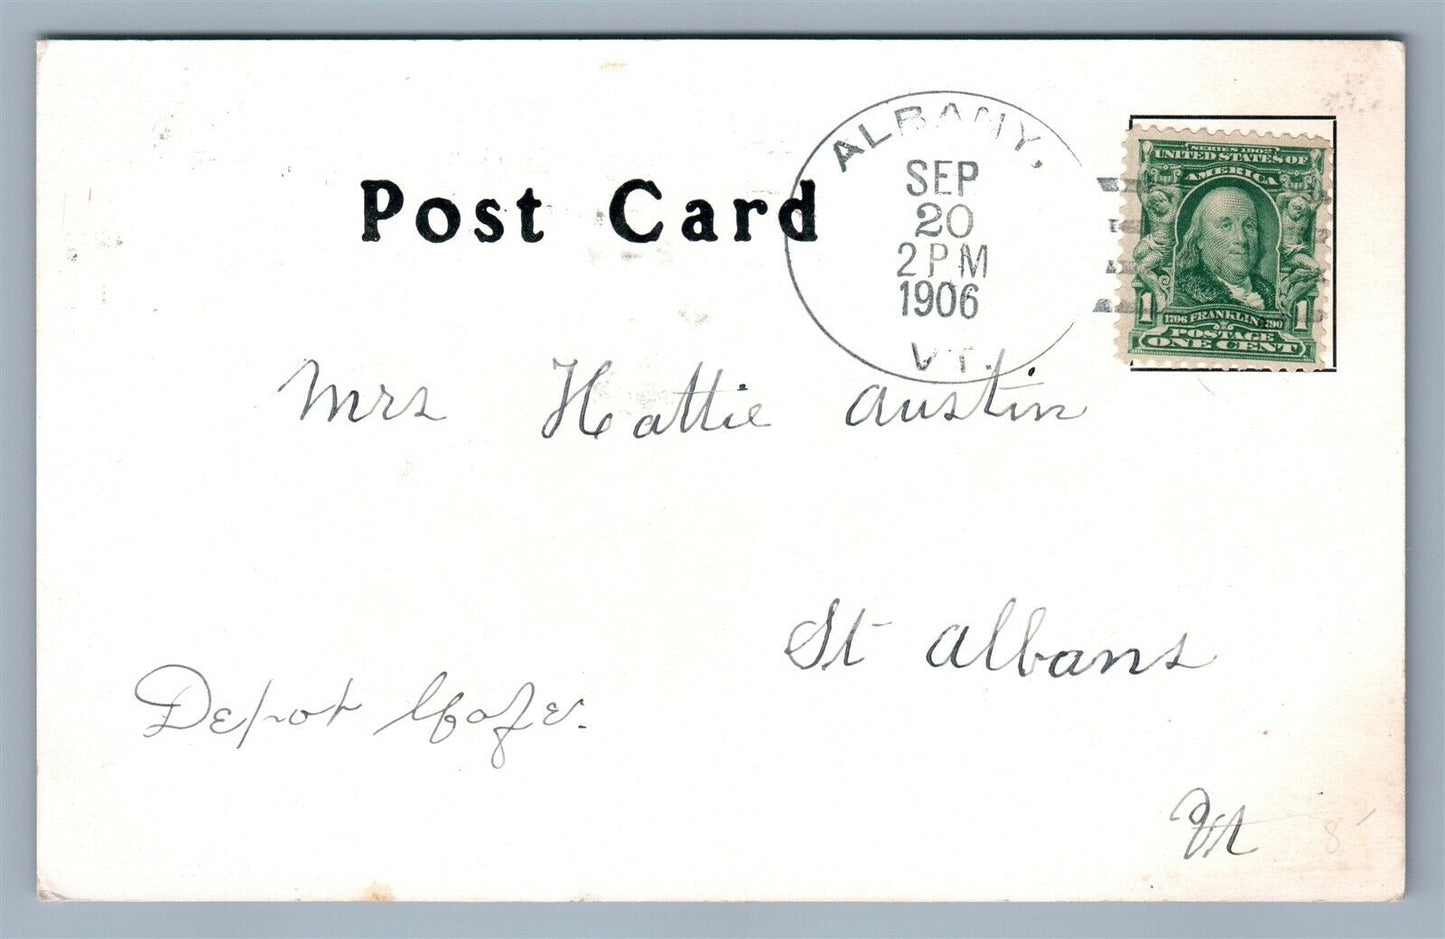 Post Card
ALBANY,
SEP
20
2 PM
1906
VT.
SERIES 1902
UNITED STATES OF
AMERICA
1 1
1706 FRANKLIN 1790
POSTAGE
ONE CENT
Mrs Hattie Austin
St Albans
Depot Cafe.
Vt
8